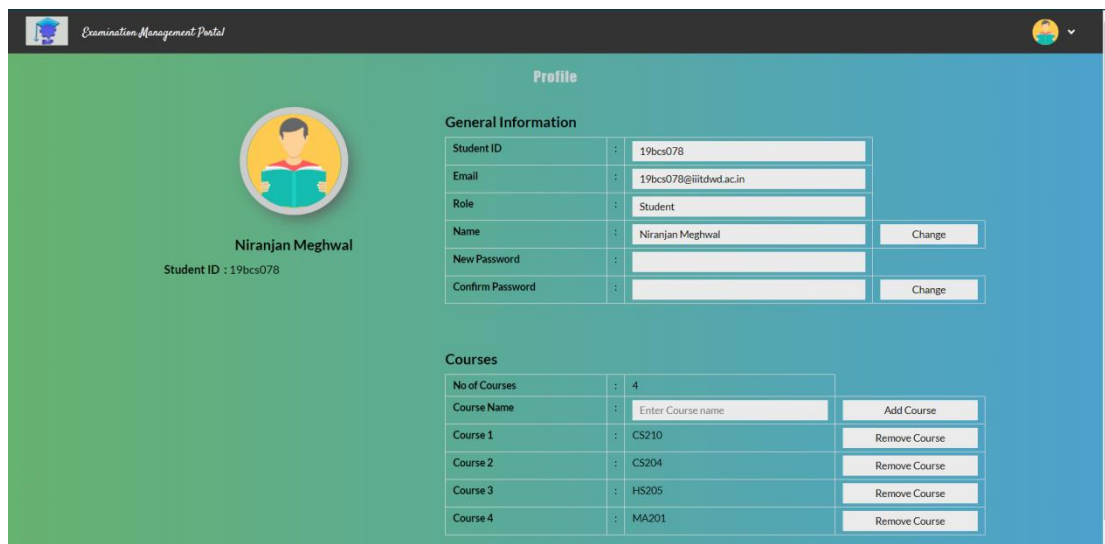 Examination Management Portal
Profile
Niranjan Meghwal
Student ID : 19bcs078
General Information
Student ID : 19bcs078
Email : 19bcs078@iiitdwd.ac.in
Role : Student
Name : Niranjan Meghwal Change
New Password :
Confirm Password : Change
Courses
No of Courses : 4
Course Name : Enter Course name Add Course
Course 1 : CS210 Remove Course
Course 2 : CS204 Remove Course
Course 3 : HS205 Remove Course
Course 4 : MA201 Remove Course